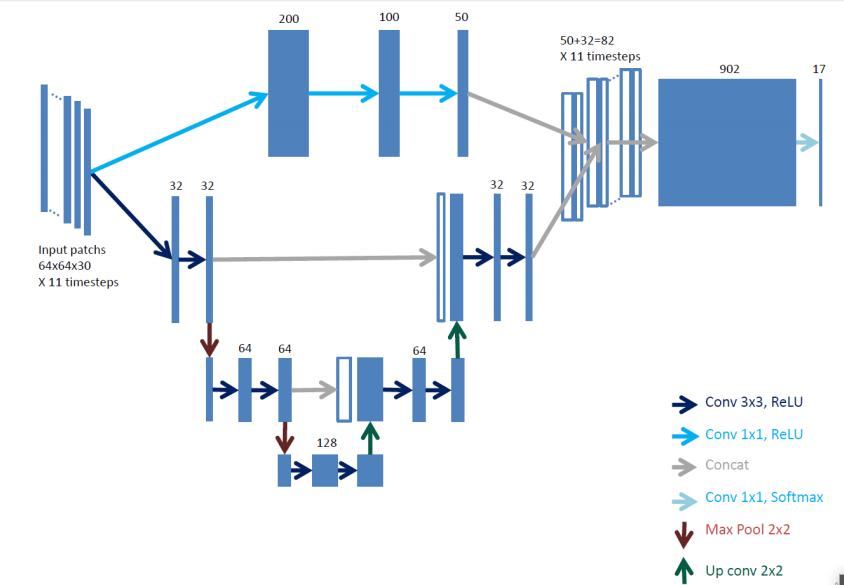 200
100
50
50+32=82
X 11 timesteps
902
17
32
32
32
32
Input patchs
64x64x30
X 11 timesteps
64
64
64
128
Conv 3x3, ReLU
Conv 1x1, ReLU
Concat
Conv 1x1, Softmax
Max Pool 2x2
Up conv 2x2